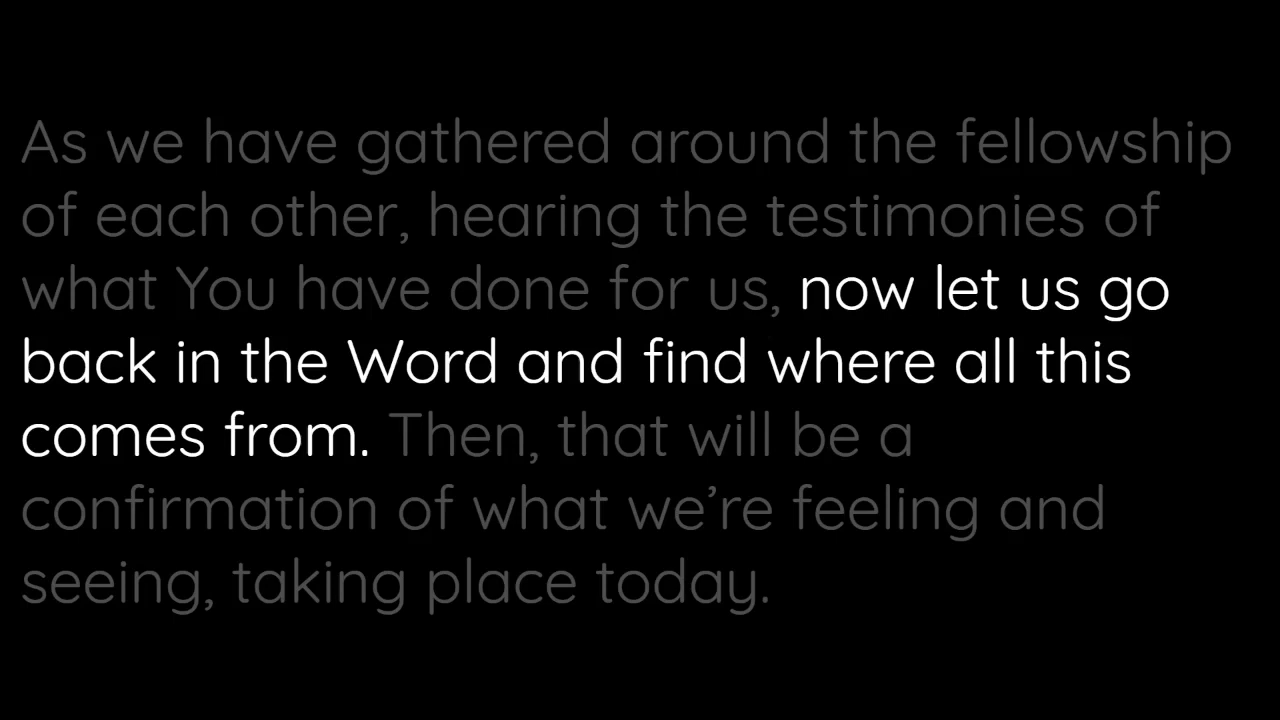 As we have gathered around the fellowship
of each other, hearing the testimonies of
what You have done for us, now let us go
back in the Word and find where all this
comes from. Then, that will be a
confirmation of what we’re feeling and
seeing, taking place today.